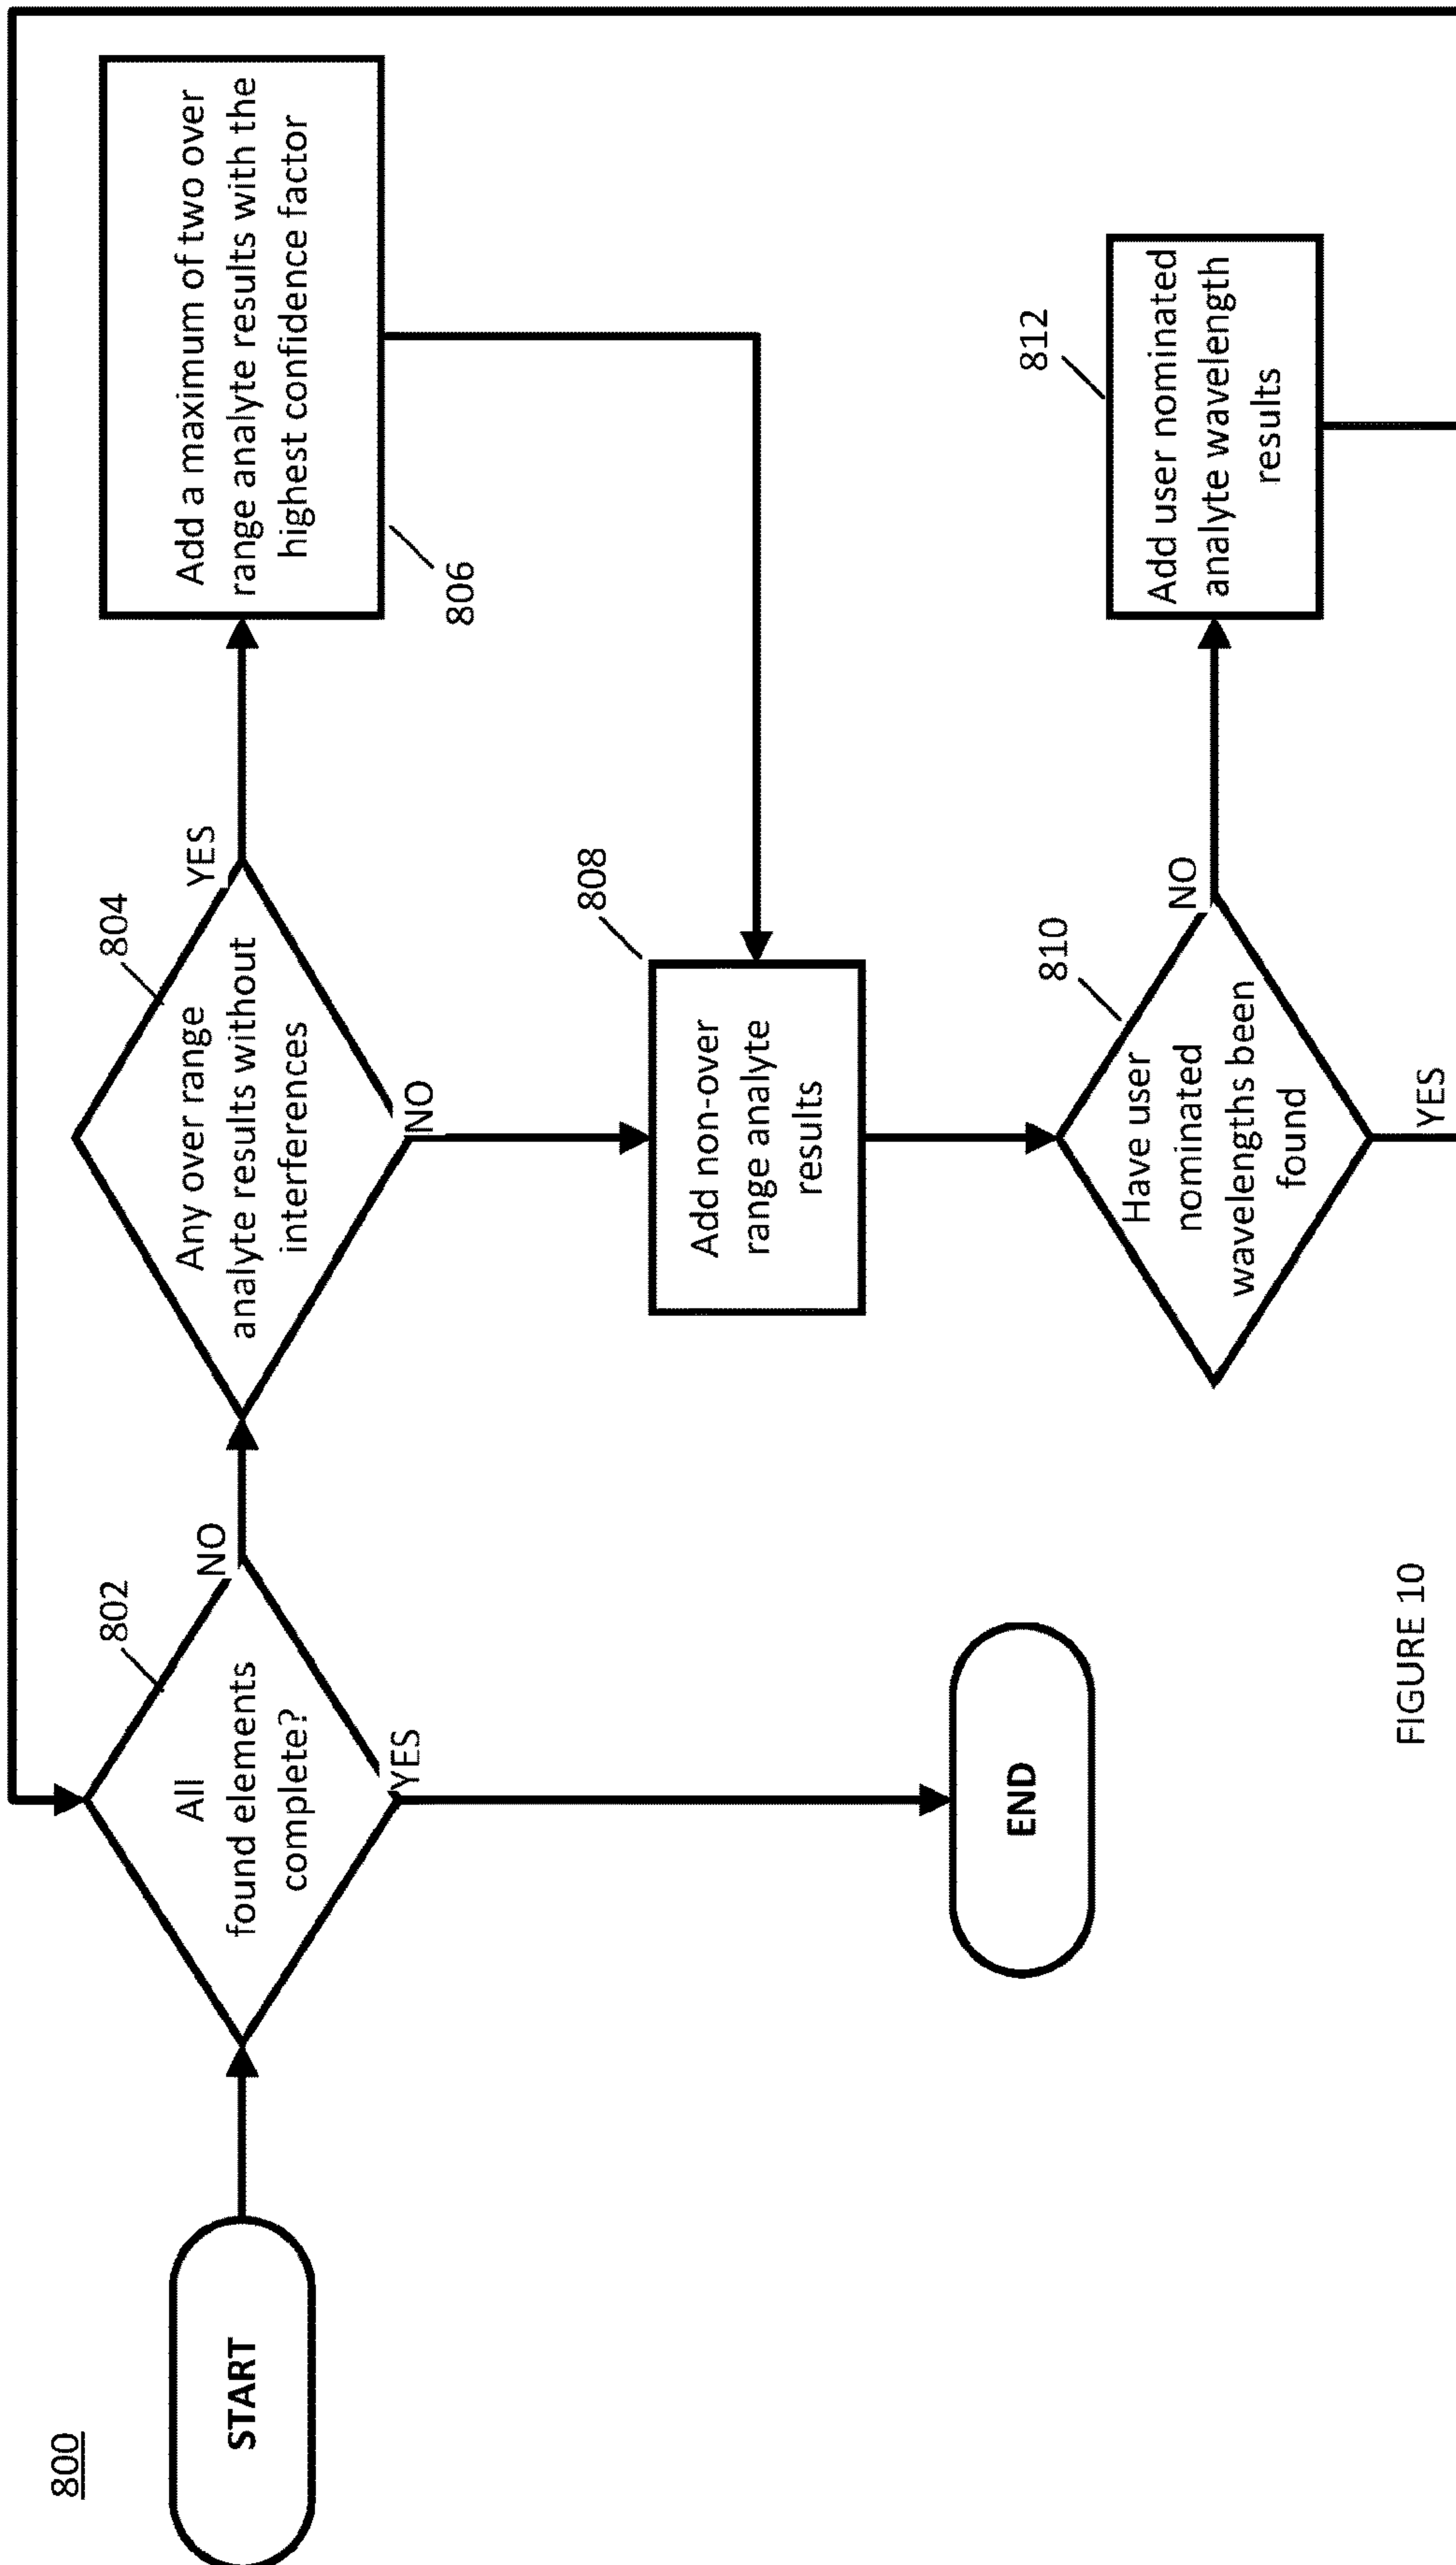 800
START
802
All
found elements
complete?
NO
YES
END
804
Any over range
analyte results without
interferences
YES
NO
Add a maximum of two over
range analyte results with the
highest confidence factor
806
808
Add non-over
range analyte
results
810
Have user
nominated
wavelengths been
found
NO
YES
812
Add user nominated
analyte wavelength
results
FIGURE 10